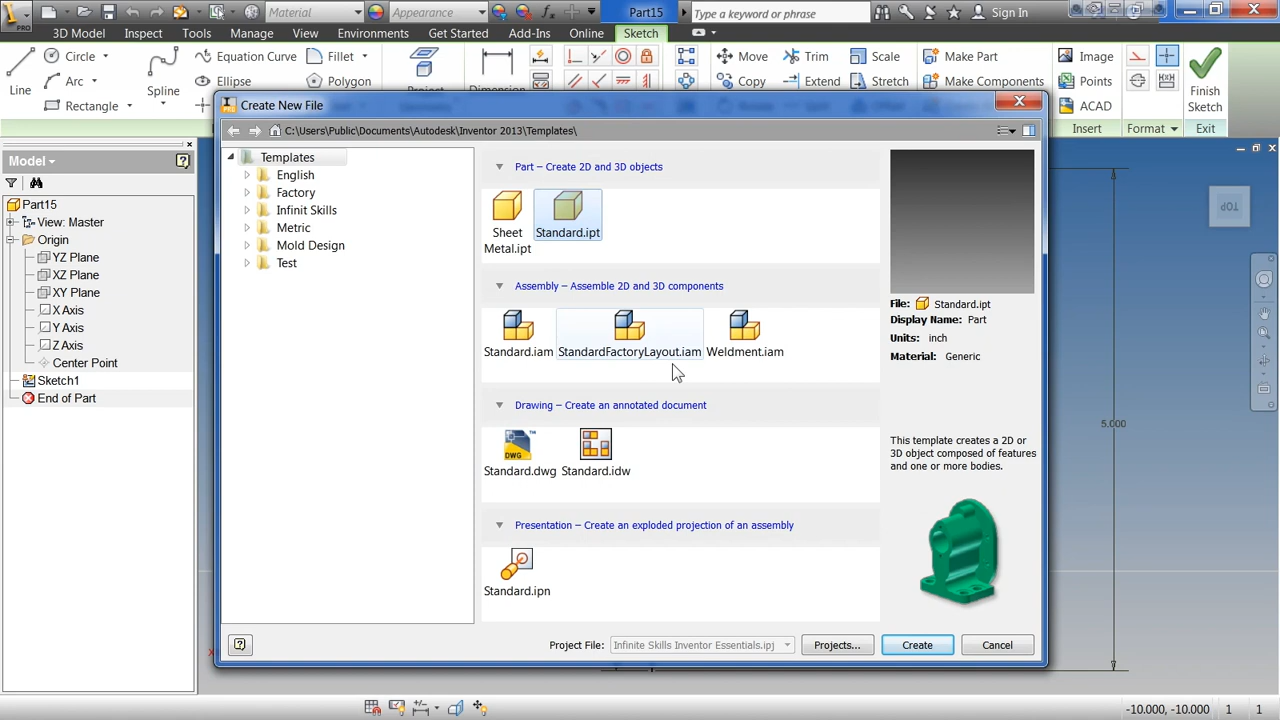 PRO
Material
Appearance
Part15
Type a keyword or phrase
Sign In
3D Model
Inspect
Tools
Manage
View
Environments
Get Started
Add-Ins
Online
Sketch
Line
Circle
Arc
Rectangle
Spline
Equation Curve
Ellipse
Fillet
Polygon
Move
Copy
Trim
Extend
Scale
Stretch
Make Part
Make Components
Image
Points
ACAD
Insert
Format
Finish
Sketch
Exit
Create New File
C:\Users\Public\Documents\Autodesk\Inventor 2013\Templates\
Model
Part15
View: Master
Origin
YZ Plane
XZ Plane
XY Plane
X Axis
Y Axis
Z Axis
Center Point
Sketch1
End of Part
Templates
English
Factory
Infinit Skills
Metric
Mold Design
Test
Part – Create 2D and 3D objects
Sheet
Metal.ipt
Standard.ipt
Assembly – Assemble 2D and 3D components
Standard.iam
StandardFactoryLayout.iam
Weldment.iam
Drawing – Create an annotated document
DWG
Standard.dwg
Standard.idw
Presentation – Create an exploded projection of an assembly
Standard.ipn
File: Standard.ipt
Display Name: Part
Units: inch
Material: Generic
This template creates a 2D or
3D object composed of features
and one or more bodies.
Project File:
Infinite Skills Inventor Essentials.ipj
Projects...
Create
Cancel
TOP
5.000
-10.000, -10.000
1
1